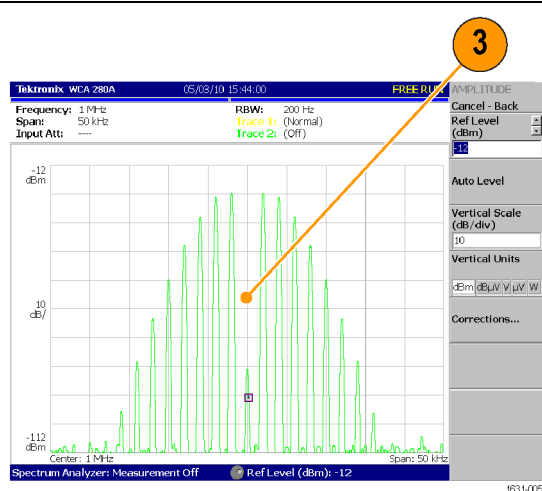 3
Tektronix WCA 280A 05/03/10 15:44:00 FREE RUN
AMPLITUDE
Cancel - Back
Frequency: 1 MHz RBW: 200 Hz
Span: 50 kHz Trace 1: (Normal)
Input Att: ---- Trace 2: (Off)
Ref Level
(dBm)
-12
Auto Level
Vertical Scale
(dB/div)
10
Vertical Units
dBm dBµV V µV W
Corrections...
-12
dBm
10
dB/
-112
dBm
Center: 1 MHz Span: 50 kHz
Spectrum Analyzer: Measurement Off Ref Level (dBm): -12
1631-005